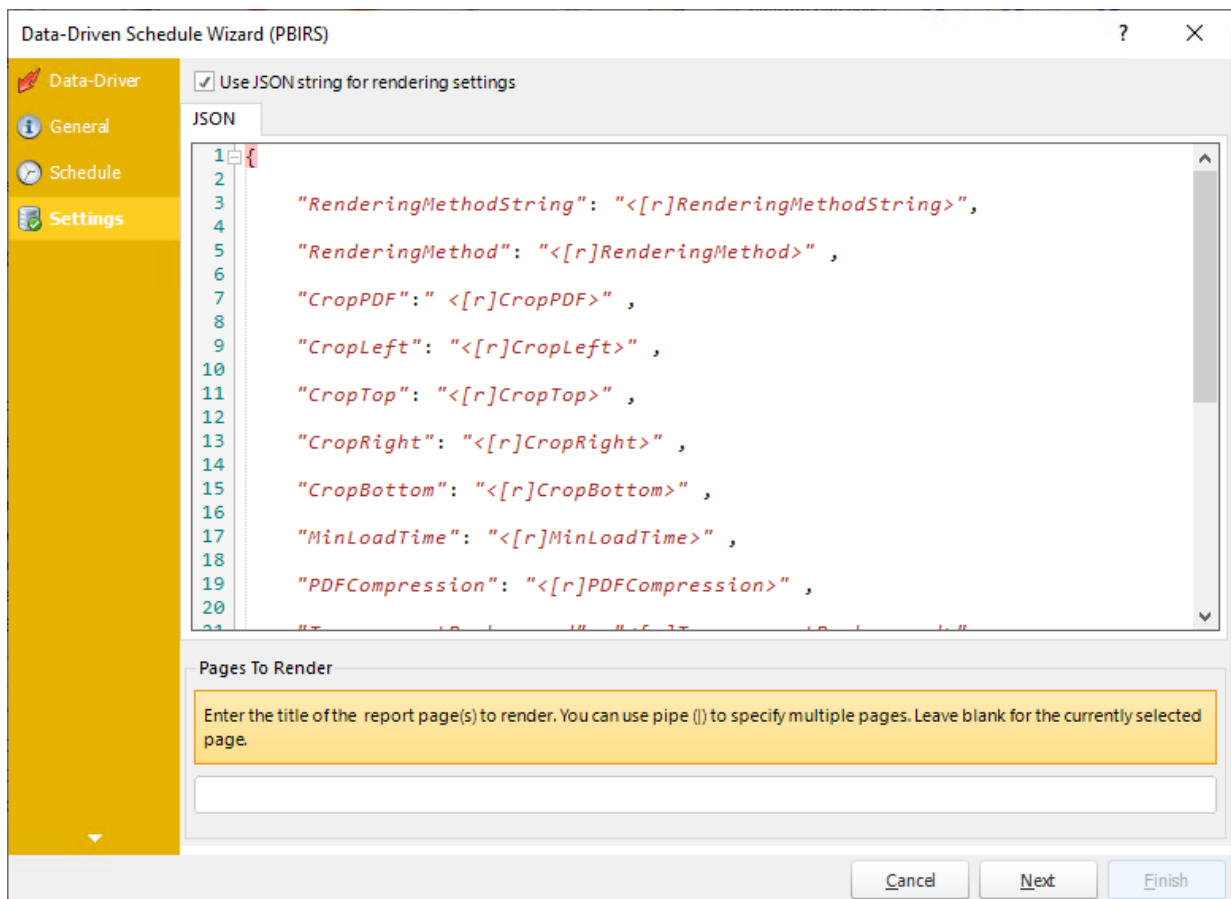 Data-Driven Schedule Wizard (PBIRS)
?
Data-Driver
General
Schedule
Settings
Use JSON string for rendering settings
JSON
1 {
2
3 "RenderingMethodString": "<[r]RenderingMethodString>",
4
5 "RenderingMethod": "<[r]RenderingMethod>" ,
6
7 "CropPDF":" <[r]CropPDF>" ,
8
9 "CropLeft": "<[r]CropLeft>" ,
10
11 "CropTop": "<[r]CropTop>" ,
12
13 "CropRight": "<[r]CropRight>" ,
14
15 "CropBottom": "<[r]CropBottom>" ,
16
17 "MinLoadTime": "<[r]MinLoadTime>" ,
18
19 "PDFCompression": "<[r]PDFCompression>" ,
20
21
Pages To Render
Enter the title of the report page(s) to render. You can use pipe (|) to specify multiple pages. Leave blank for the currently selected
page.
Cancel
Next
Finish